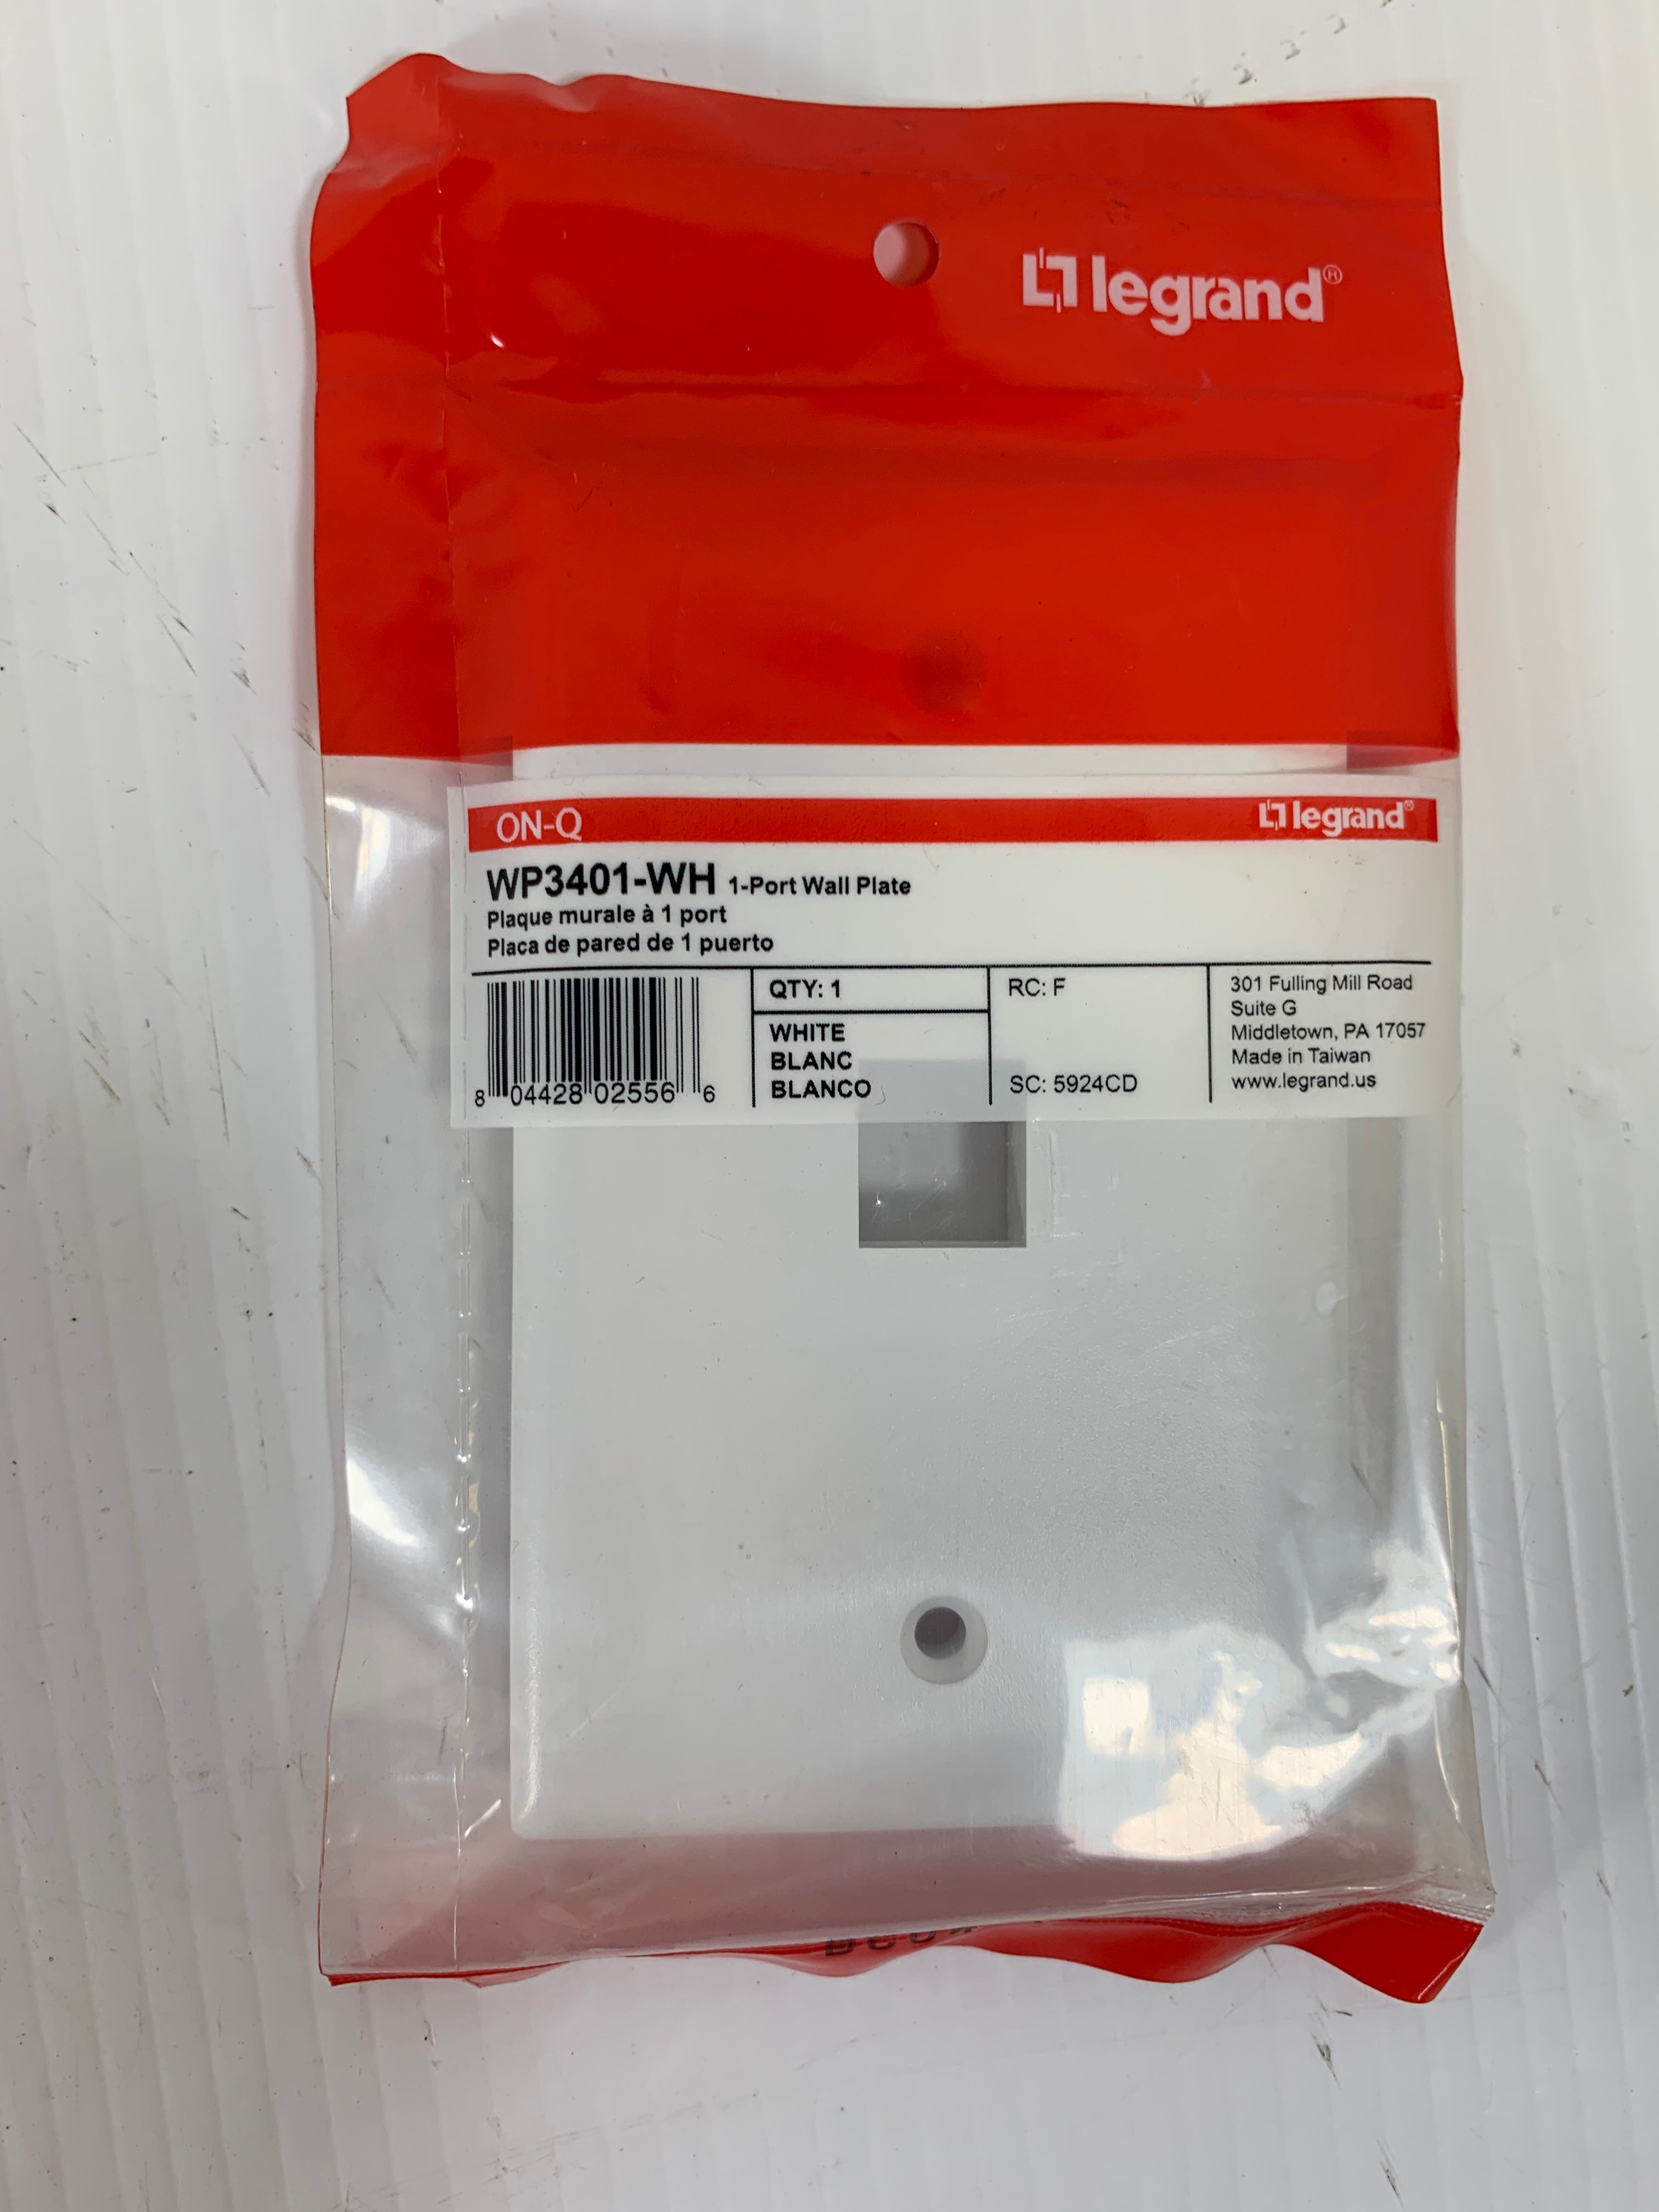 legrand®
ON-Q legrand®
WP3401-WH 1-Port Wall Plate
Plaque murale à 1 port
Placa de pared de 1 puerto
8 04428 02556 6
QTY: 1
WHITE
BLANC
BLANCO
RC: F
SC: 5924CD
301 Fulling Mill Road
Suite G
Middletown, PA 17057
Made in Taiwan
www.legrand.us